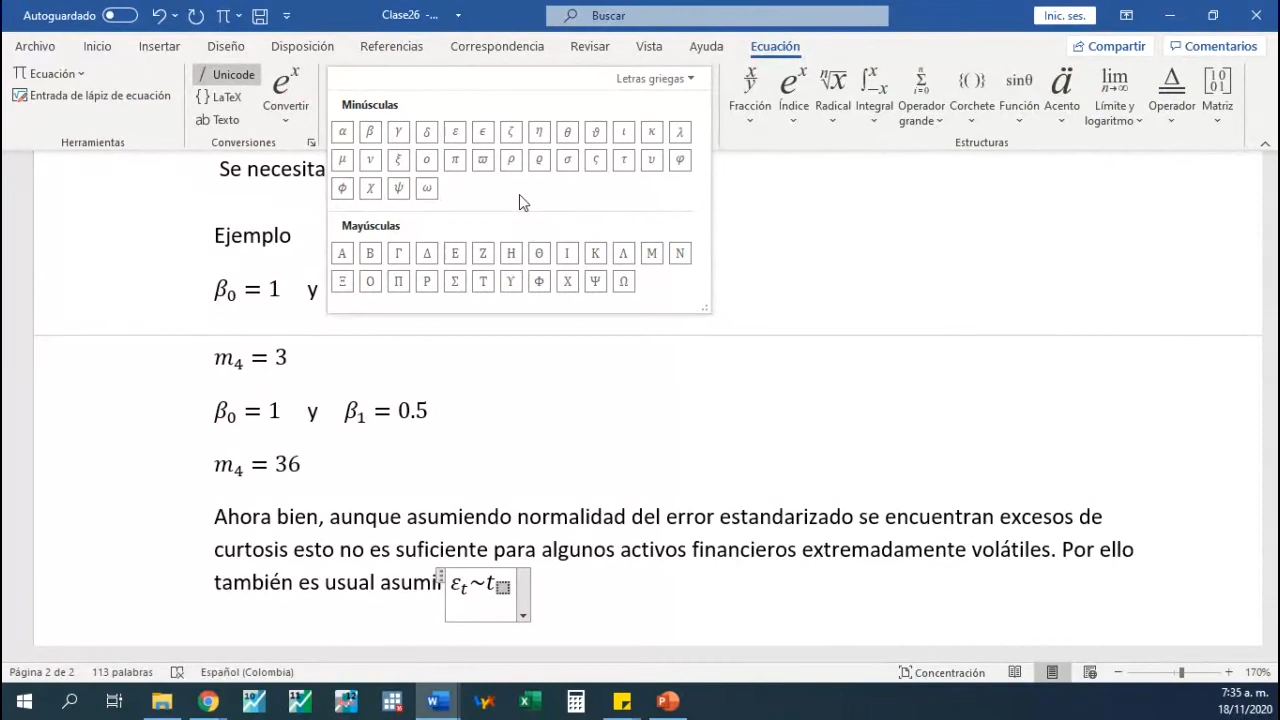 Autoguardado
Clase26 -...
Buscar
Inic. ses.
Archivo Inicio Insertar Diseño Disposición Referencias Correspondencia Revisar Vista Ayuda Ecuación Compartir Comentarios
Ecuación
Entrada de lápiz de ecuación
Herramientas
Unicode
{} LaTeX
ab Texto
Convertir
Conversiones
Letras griegas
Minúsculas
α β γ δ ε ϵ ζ η θ ϑ ι κ λ
μ ν ξ ο π ϖ ρ ϱ σ ς τ υ φ
ϕ χ ψ ω
Mayúsculas
Α Β Γ Δ Ε Ζ Η Θ Ι Κ Λ Μ Ν
Ξ Ο Π Ρ Σ Τ Υ Φ Χ Ψ Ω
Fracción Índice Radical Integral Operador grande Corchete Función Acento Límite y logaritmo Operador Matriz
Estructuras
Se necesita
Ejemplo
β₀ = 1 y
m₄ = 3
β₀ = 1 y β₁ = 0.5
m₄ = 36
Ahora bien, aunque asumiendo normalidad del error estandarizado se encuentran excesos de
curtosis esto no es suficiente para algunos activos financieros extremadamente volátiles. Por ello
también es usual asumir εₜ~t
Página 2 de 2 113 palabras Español (Colombia) Concentración 170%
7:35 a. m.
18/11/2020